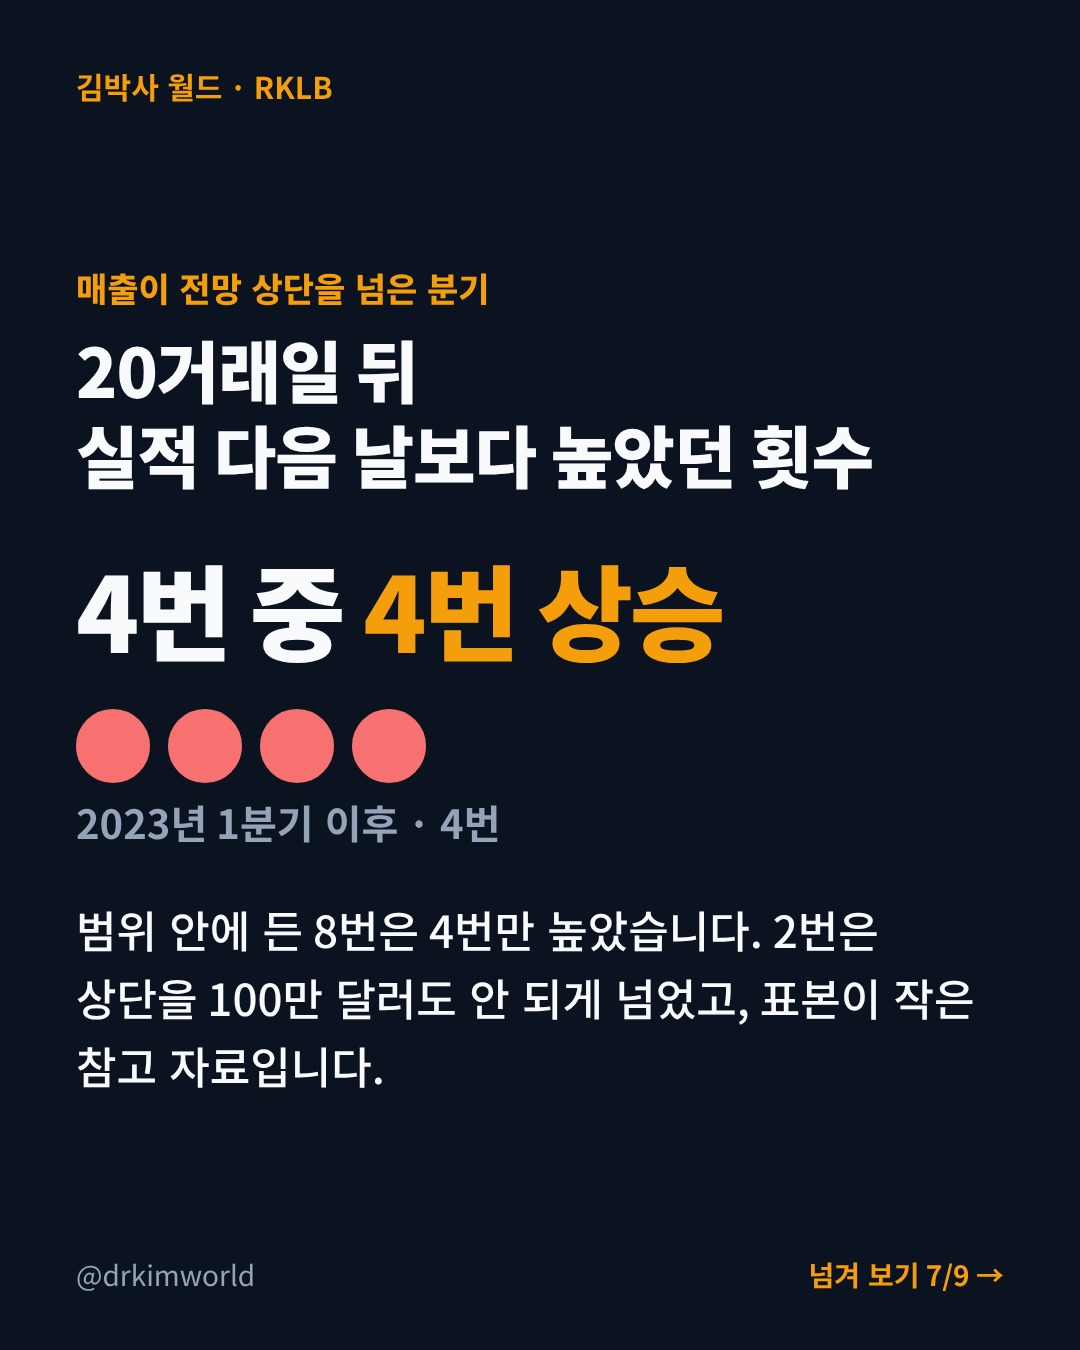 김박사 월드 · RKLB
매출이 전망 상단을 넘은 분기
20거래일 뒤
실적 다음 날보다 높았던 횟수
4번 중 4번 상승
2023년 1분기 이후 · 4번
범위 안에 든 8번은 4번만 높았습니다. 2번은
상단을 100만 달러도 안 되게 넘었고, 표본이 작은
참고 자료입니다.
@drkimworld
넘겨 보기 7/9 →